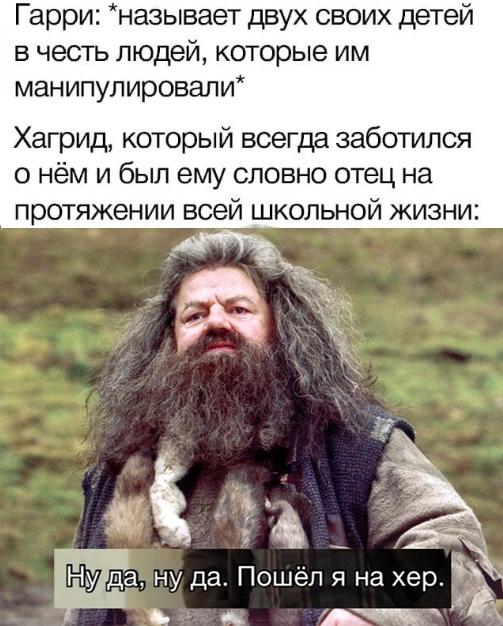 Гарри: *называет двух своих детей
в честь людей, которые им
манипулировали*
Хагрид, который всегда заботился
о нём и был ему словно отец на
протяжении всей школьной жизни:
Ну да, ну да. Пошёл я на хер.